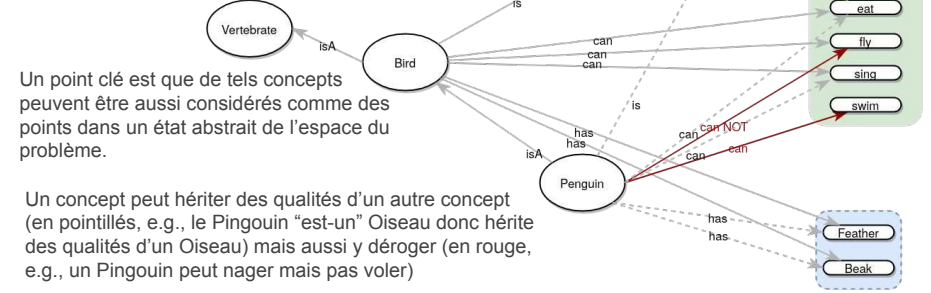 is
eat
Vertebrate
isA
can
fly
Bird
can
can
sing
Un point clé est que de tels concepts
peuvent être aussi considérés comme des
points dans un état abstrait de l'espace du
problème.
is
swim
has
has
can
can NOT
can
can
isA
Penguin
Un concept peut hériter des qualités d'un autre concept
(en pointillés, e.g., le Pingouin “est-un” Oiseau donc hérite
des qualités d'un Oiseau) mais aussi y déroger (en rouge,
e.g., un Pingouin peut nager mais pas voler)
has
has
Feather
Beak